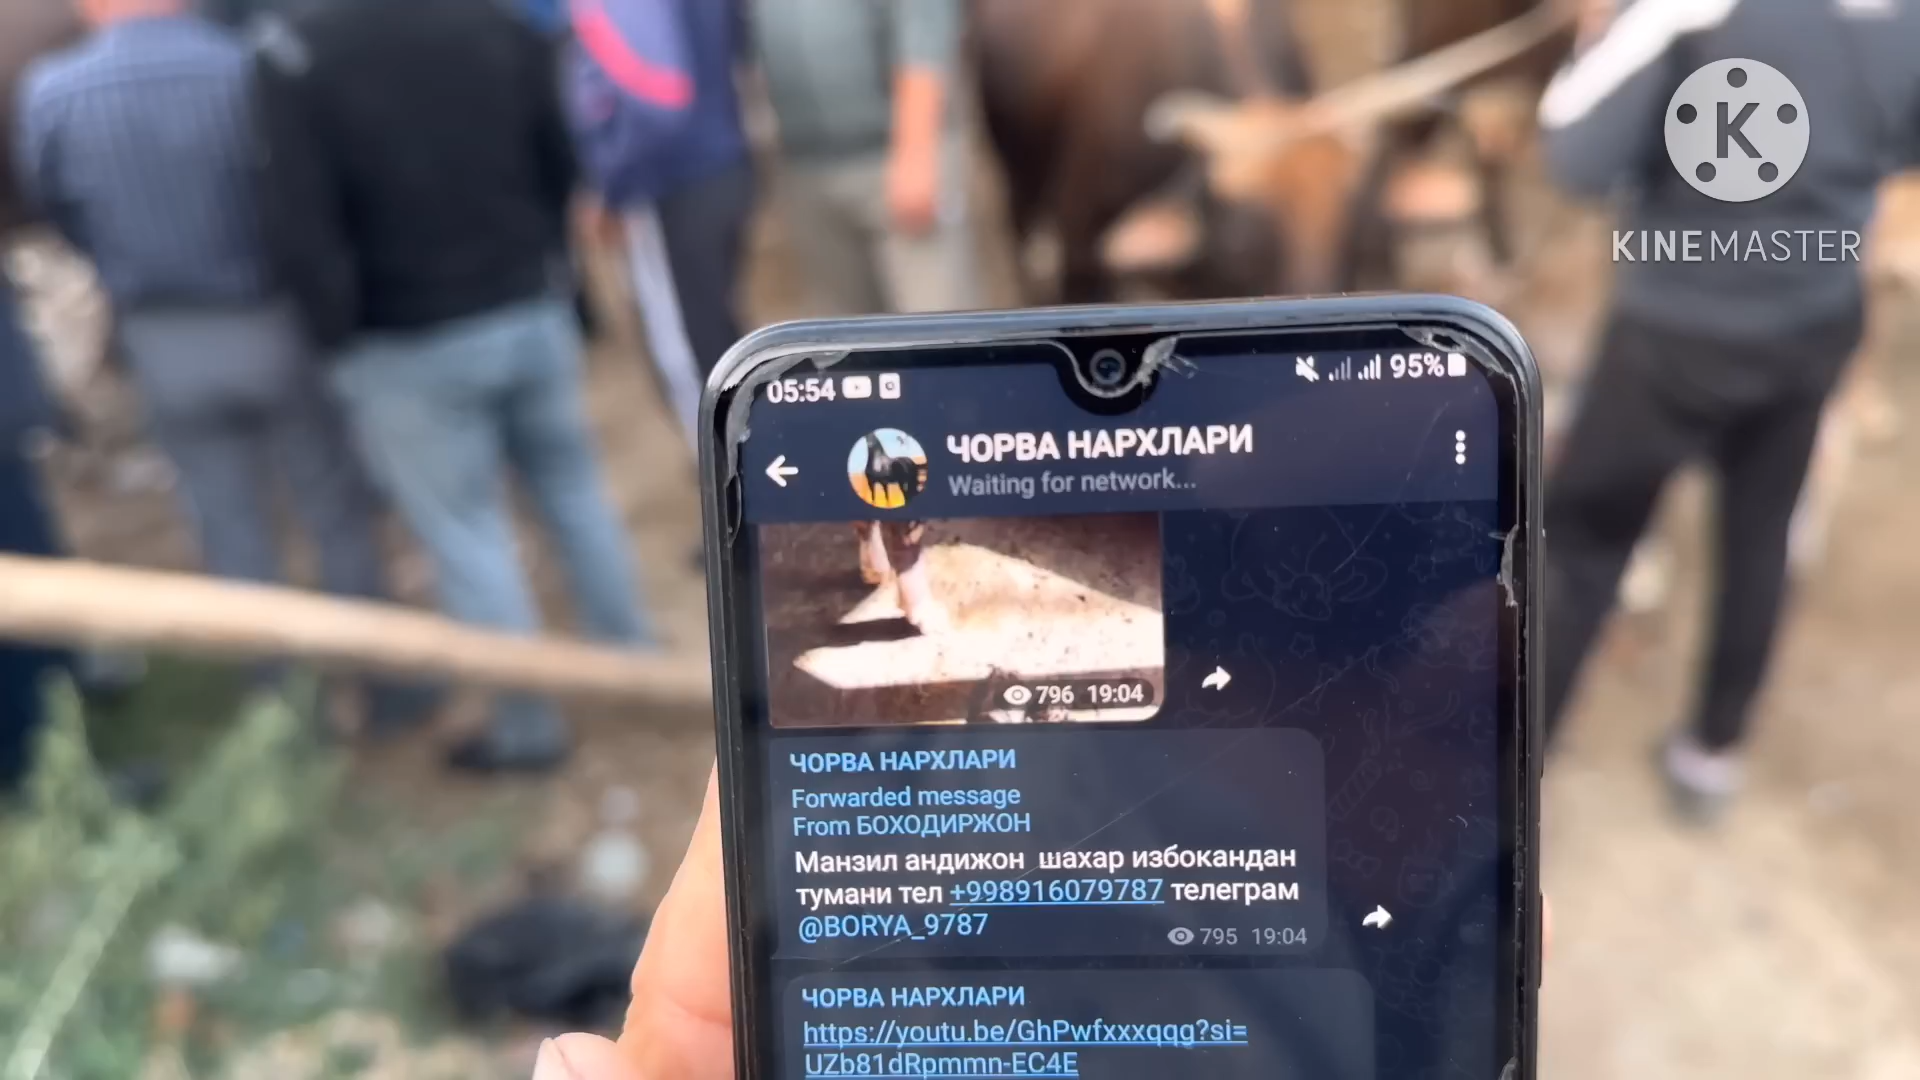 K
KINEMASTER
05:54
95%
ЧОРВА НАРХЛАРИ
Waiting for network...
796 19:04
ЧОРВА НАРХЛАРИ
Forwarded message
From БОХОДИРЖОН
Манзил андижон шахар избокандан
тумани тел +998916079787 телеграм
@BORYA_9787
795 19:04
ЧОРВА НАРХЛАРИ
https://youtu.be/GhPwfxxxqqg?si=
UZb81dRpmmn-EC4E